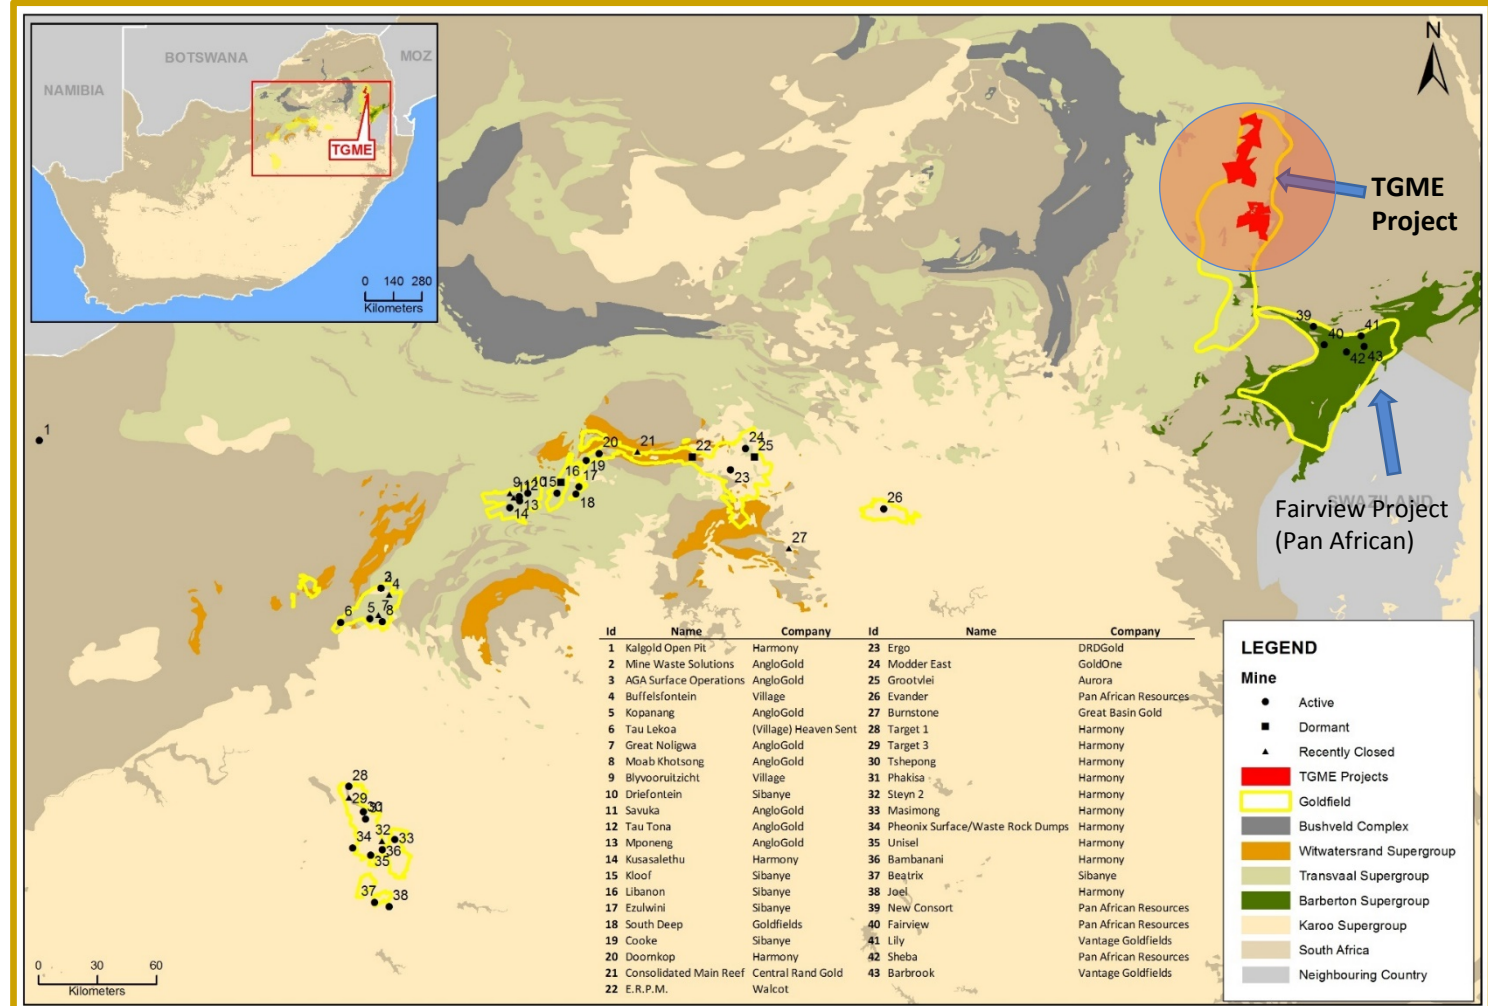 BOTSWANA
MOZ
NAMIBIA
TGME
0 140 280
Kilometers
N
TGME
Project
39
40
41
42
43
SWAZILAND
Fairview Project
(Pan African)
1
20
21
22
24
25
19
23
9
11
12
10
15
16
17
13
14
18
26
27
3
4
7
5
8
6
28
29
30
31
32
33
34
35
36
37
38
Id Name Company Id Name Company
1 Kalgold Open Pit Harmony 23 Ergo DRDGold
2 Mine Waste Solutions AngloGold 24 Modder East GoldOne
3 AGA Surface Operations AngloGold 25 Grootvlei Aurora
4 Buffelsfontein Village 26 Evander Pan African Resources
5 Kopanang AngloGold 27 Burnstone Great Basin Gold
6 Tau Lekoa (Village) Heaven Sent 28 Target 1 Harmony
7 Great Noligwa AngloGold 29 Target 3 Harmony
8 Moab Khotsong AngloGold 30 Tshepong Harmony
9 Blyvooruitzicht Village 31 Phakisa Harmony
10 Driefontein Sibanye 32 Steyn 2 Harmony
11 Savuka AngloGold 33 Masimong Harmony
12 Tau Tona AngloGold 34 Pheonix Surface/Waste Rock Dumps Harmony
13 Mponeng AngloGold 35 Unisel Harmony
14 Kusasalethu Harmony 36 Bambanani Harmony
15 Kloof Sibanye 37 Beatrix Sibanye
16 Libanon Sibanye 38 Joel Harmony
17 Ezulwini Sibanye 39 New Consort Pan African Resources
18 South Deep Goldfields 40 Fairview Pan African Resources
19 Cooke Sibanye 41 Lily Vantage Goldfields
20 Doornkop Harmony 42 Sheba Pan African Resources
21 Consolidated Main Reef Central Rand Gold 43 Barbrook Vantage Goldfields
22 E.R.P.M. Walcot
LEGEND
Mine
Active
Dormant
Recently Closed
TGME Projects
Goldfield
Bushveld Complex
Witwatersrand Supergroup
Transvaal Supergroup
Barberton Supergroup
Karoo Supergroup
South Africa
Neighbouring Country
0 30 60
Kilometers